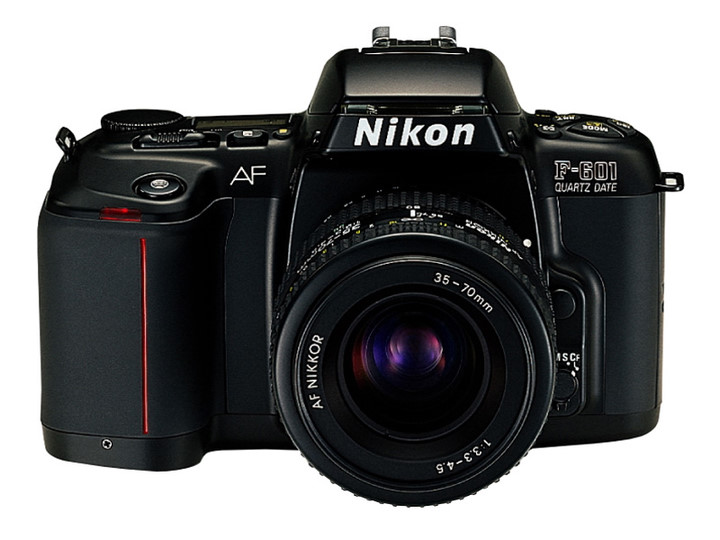 Nikon
AF
F-601
QUARTZ DATE
MODE
35-70mm
AF NIKKOR
1:3.3-4.5
M S C F